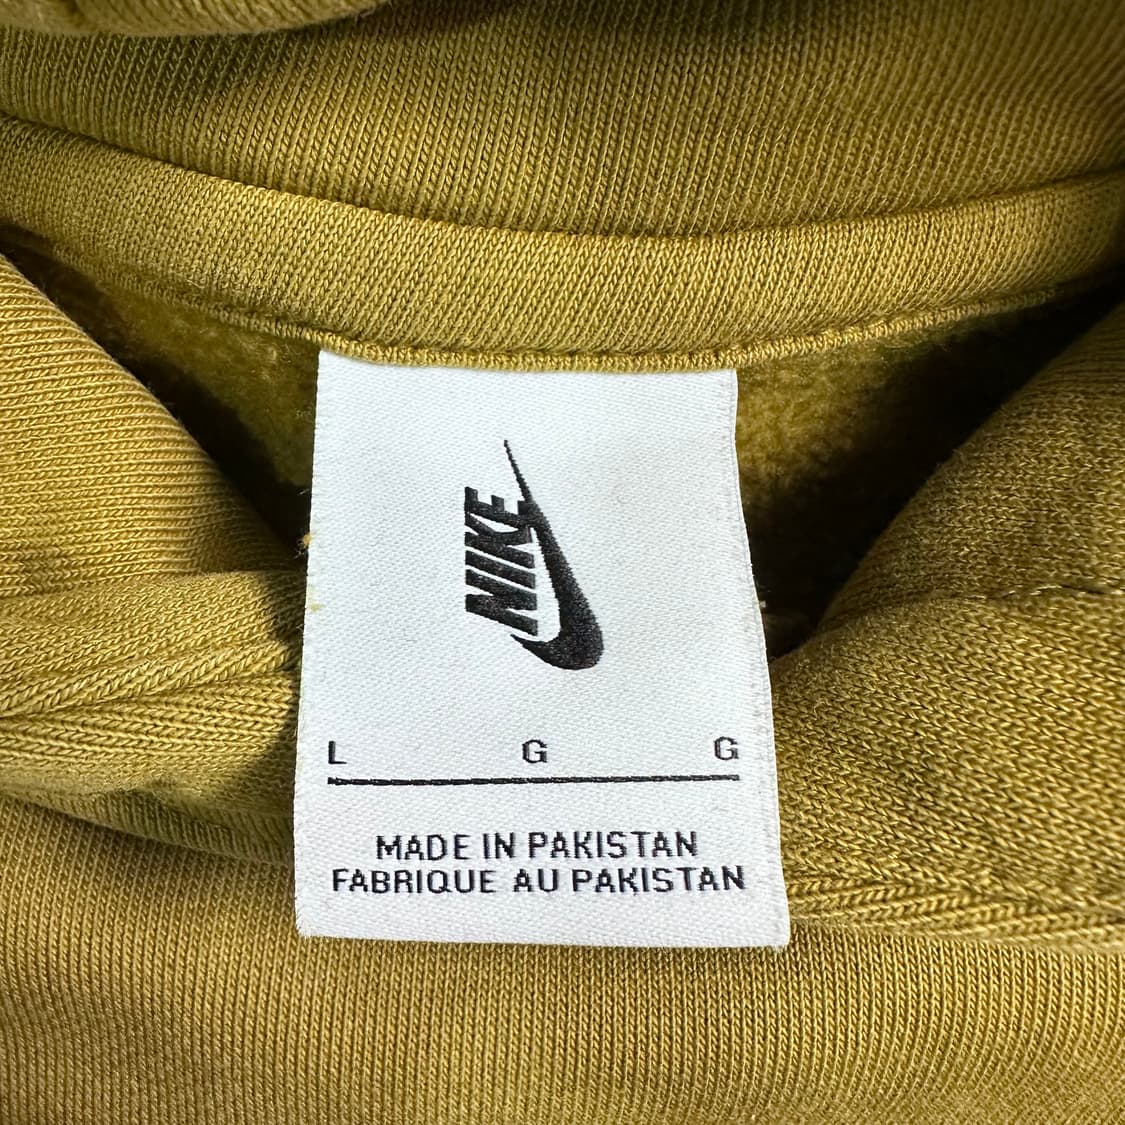 NIKE
L G G
MADE IN PAKISTAN
FABRIQUE AU PAKISTAN